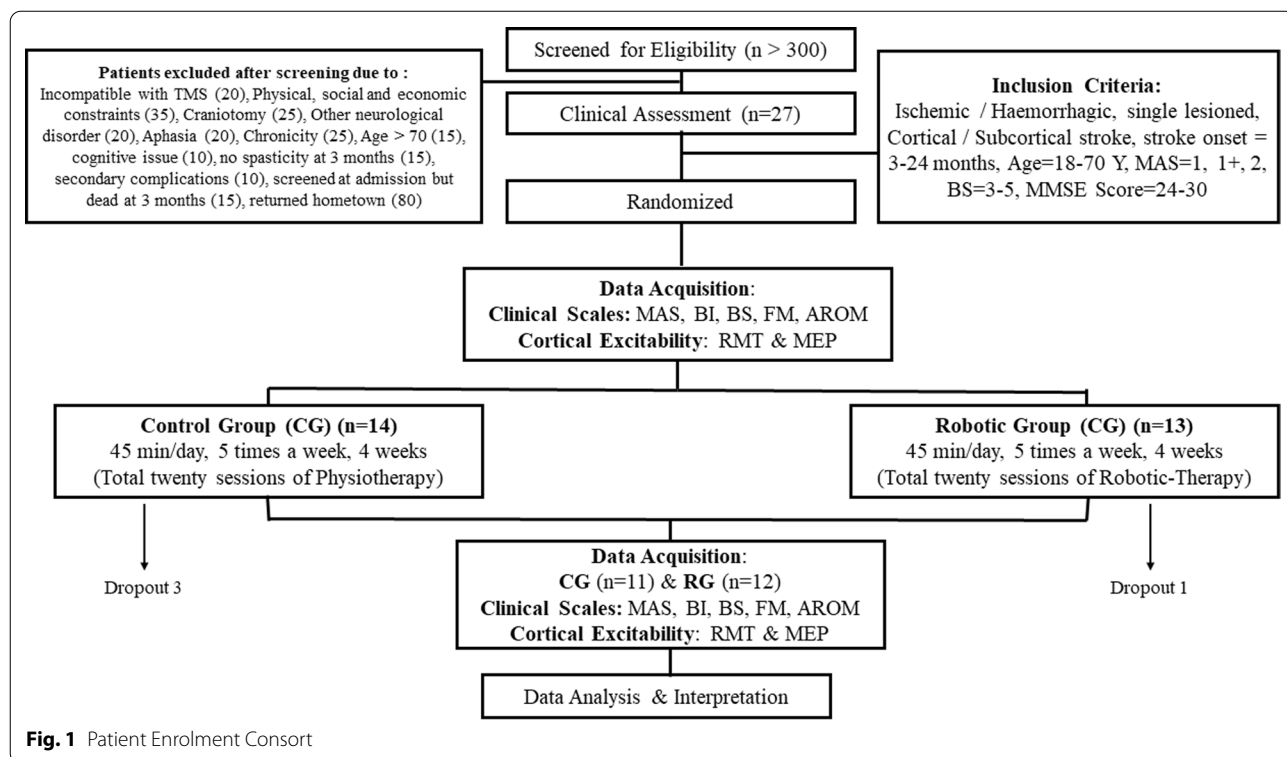 Screened for Eligibility (n > 300)
Patients excluded after screening due to :
Incompatible with TMS (20), Physical, social and economic
constraints (35), Craniotomy (25), Other neurological
disorder (20), Aphasia (20), Chronicity (25), Age > 70 (15),
cognitive issue (10), no spasticity at 3 months (15),
secondary complications (10), screened at admission but
dead at 3 months (15), returned hometown (80)
Clinical Assessment (n=27)
Inclusion Criteria:
Ischemic / Haemorrhagic, single lesioned,
Cortical / Subcortical stroke, stroke onset =
3-24 months, Age=18-70 Y, MAS=1, 1+, 2,
BS=3-5, MMSE Score=24-30
Randomized
Data Acquisition:
Clinical Scales: MAS, BI, BS, FM, AROM
Cortical Excitability: RMT & MEP
Control Group (CG) (n=14)
45 min/day, 5 times a week, 4 weeks
(Total twenty sessions of Physiotherapy)
Robotic Group (CG) (n=13)
45 min/day, 5 times a week, 4 weeks
(Total twenty sessions of Robotic-Therapy)
Dropout 3
Data Acquisition:
CG (n=11) & RG (n=12)
Clinical Scales: MAS, BI, BS, FM, AROM
Cortical Excitability: RMT & MEP
Dropout 1
Data Analysis & Interpretation
Fig. 1 Patient Enrolment Consort